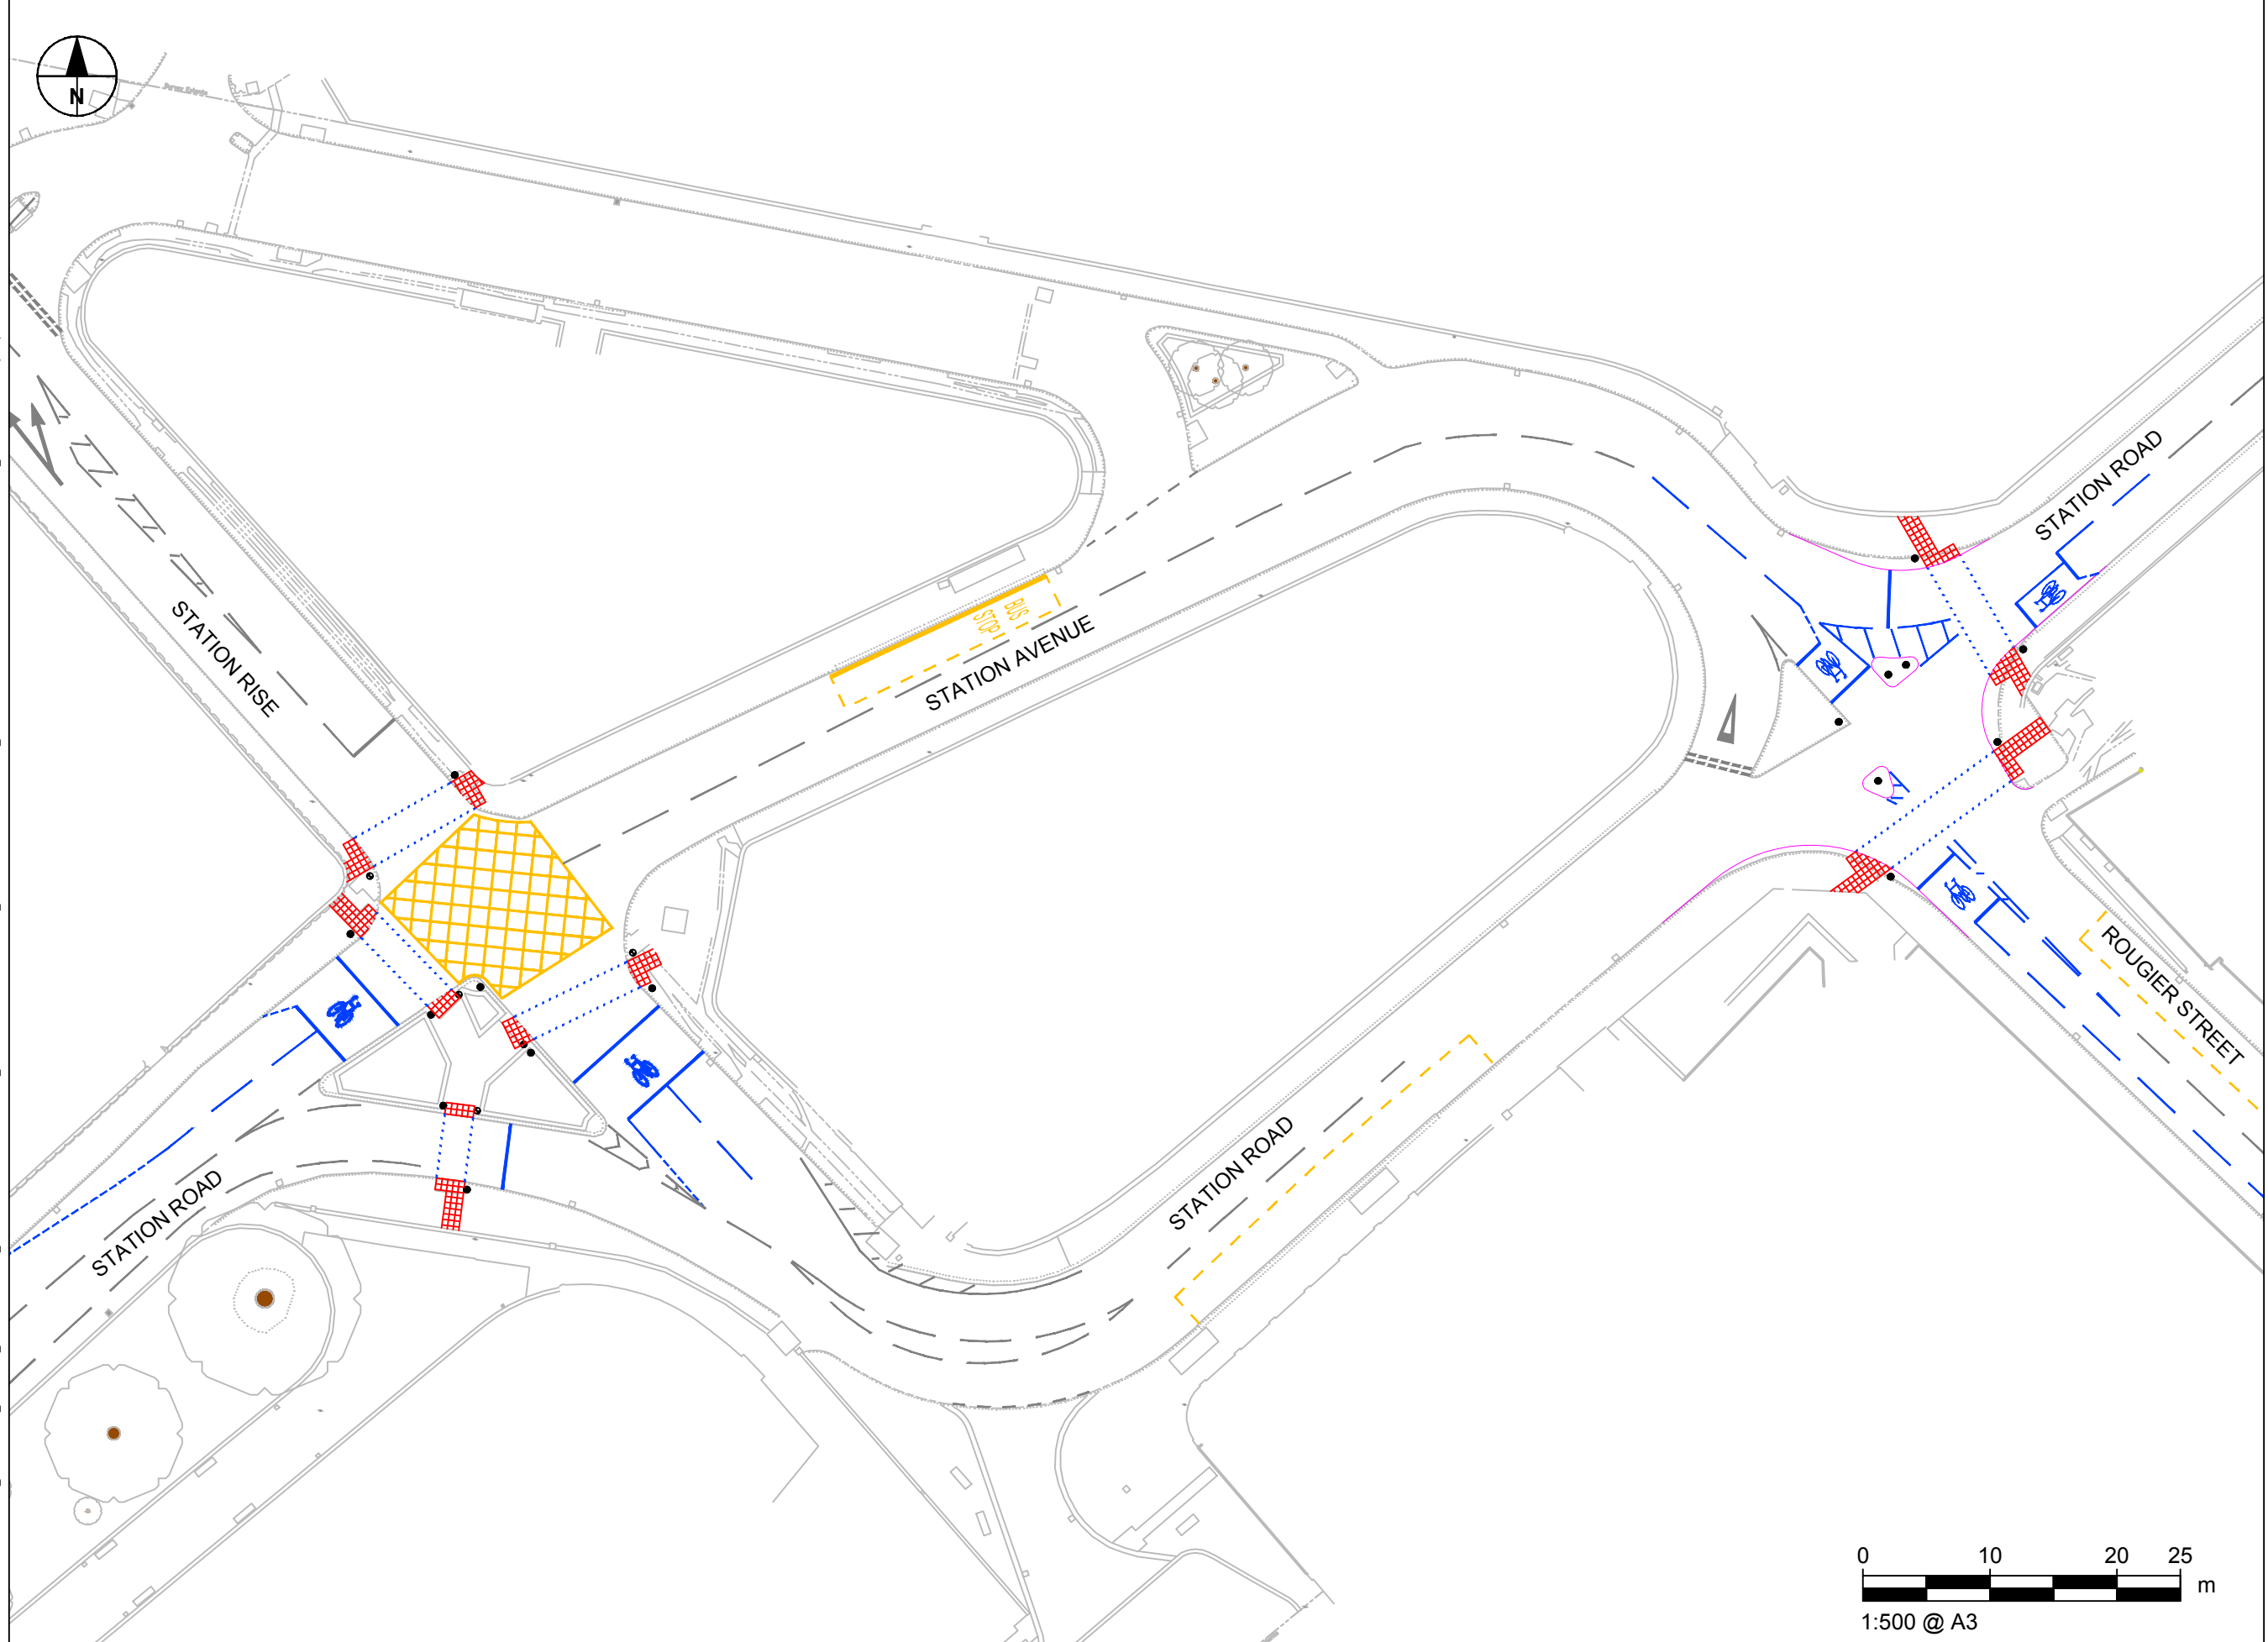 N
STATION ROAD
STATION RISE
BUS
STOP
STATION AVENUE
ROUGIER STREET
STATION ROAD
STATION ROAD
0 10 20 25
m
1:500 @ A3